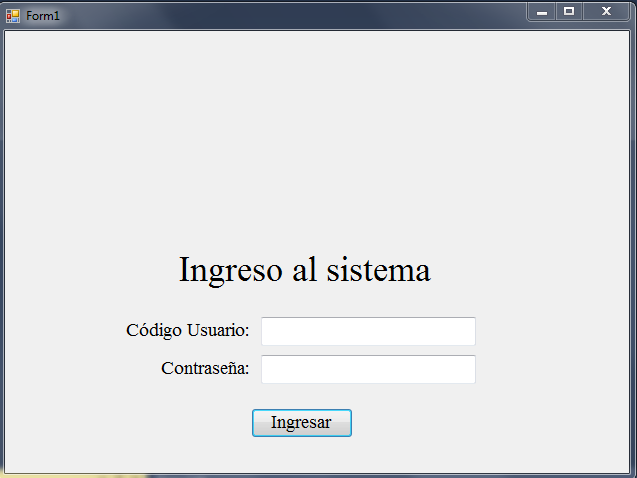 Form1
Ingreso al sistema
Código Usuario:
Contraseña:
Ingresar